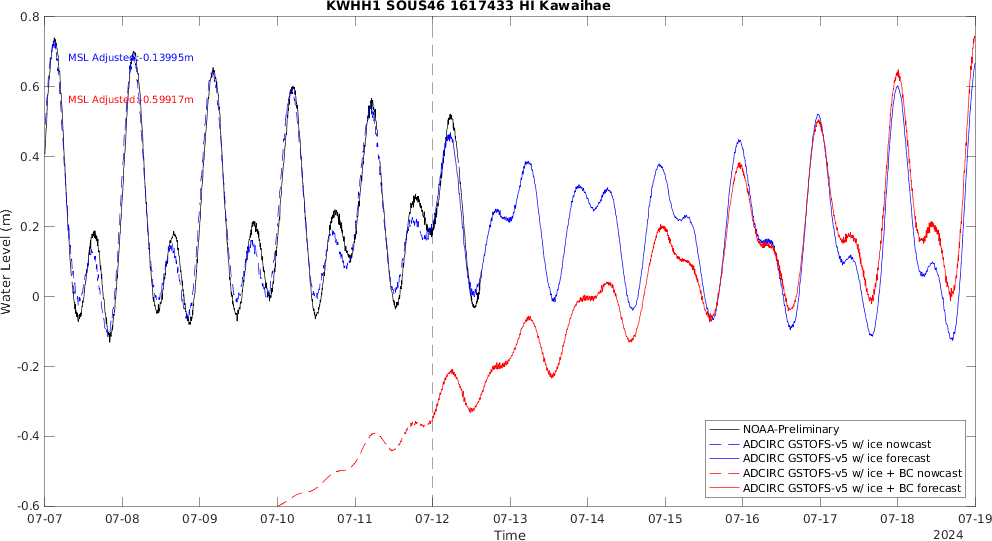 KWHH1 SOUS46 1617433 HI Kawaihae
MSL Adjusted:-0.13995m
MSL Adjusted:-0.59917m
Water Level (m)
0.8
0.6
0.4
0.2
0
-0.2
-0.4
-0.6
NOAA-Preliminary
ADCIRC GSTOFS-v5 w/ ice nowcast
ADCIRC GSTOFS-v5 w/ ice forecast
ADCIRC GSTOFS-v5 w/ ice + BC nowcast
ADCIRC GSTOFS-v5 w/ ice + BC forecast
07-07 07-08 07-09 07-10 07-11 07-12 07-13 07-14 07-15 07-16 07-17 07-18 07-19
Time
2024